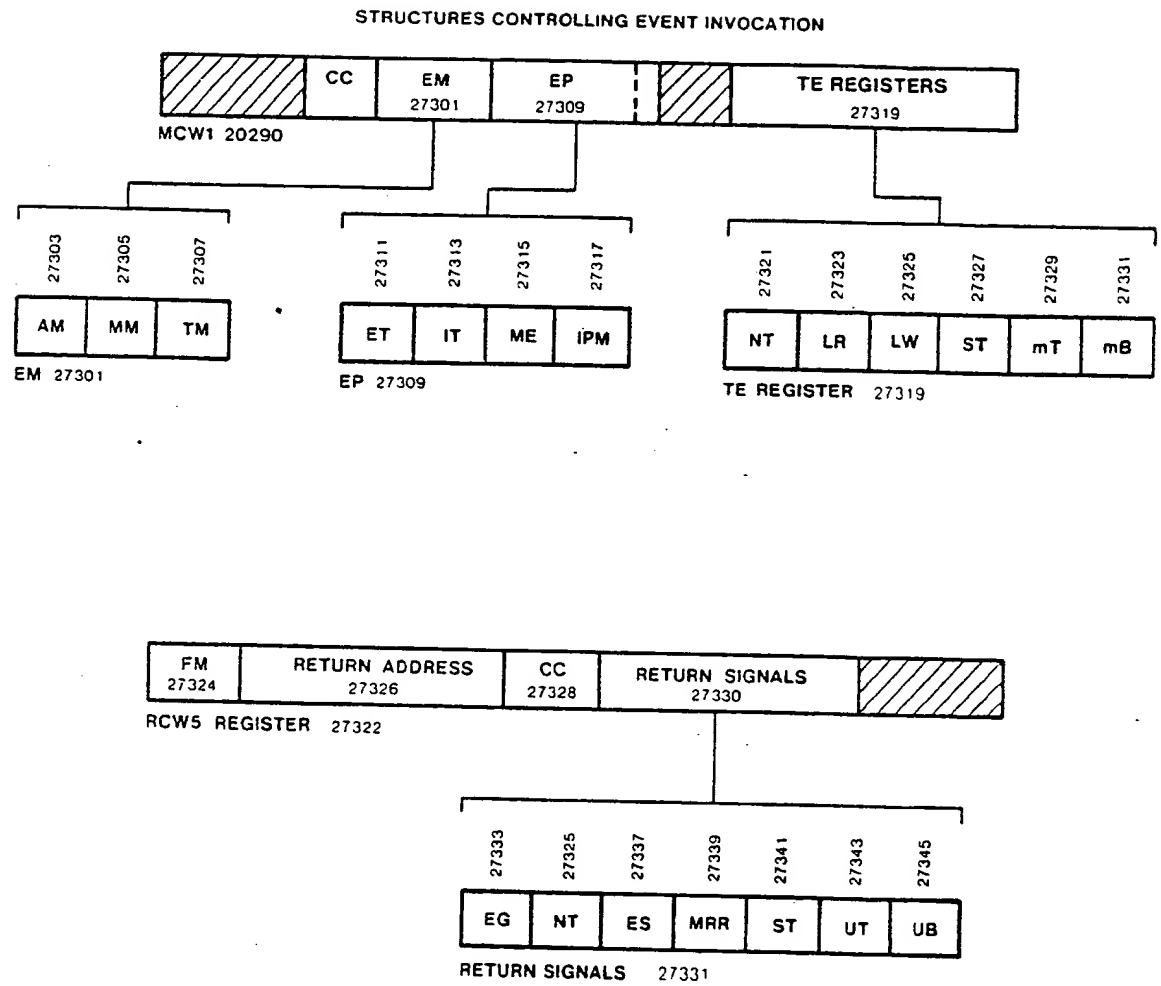 STRUCTURES CONTROLLING EVENT INVOCATION
CC EM EP TE REGISTERS
27301 27309 27319
MCW1 20290
27303 27305 27307
AM MM TM
EM 27301
27311 27313 27315 27317
ET IT ME IPM
EP 27309
27321 27323 27325 27327 27329 27331
NT LR LW ST mT mB
TE REGISTER 27319
FM RETURN ADDRESS CC RETURN SIGNALS
27324 27326 27328 27330
RCW5 REGISTER 27322
27333 27325 27337 27339 27341 27343 27345
EG NT ES MRR ST UT UB
RETURN SIGNALS 27331